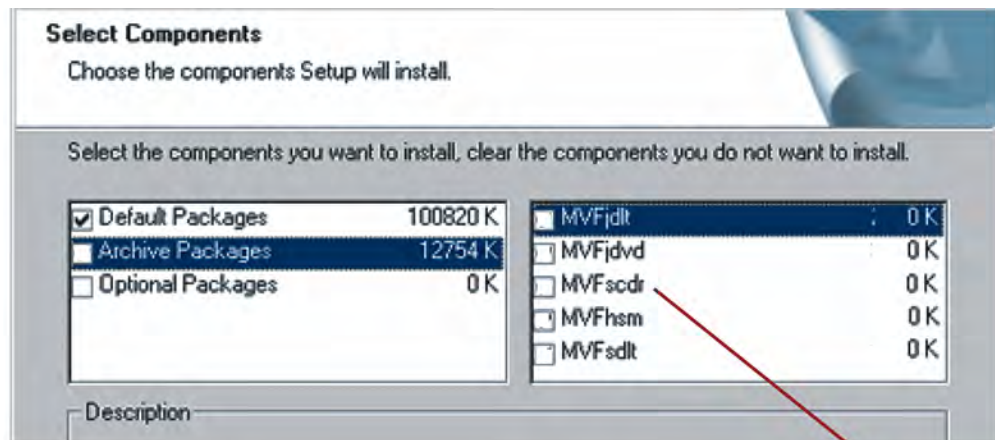 Select Components
Choose the components Setup will install.
Select the components you want to install, clear the components you do not want to install.
Default Packages 100820 K
Archive Packages 12754 K
Optional Packages 0 K
MVFjdlt 0 K
MVFjdvd 0 K
MVFscdr 0 K
MVFhsm 0 K
MVFsdlt 0 K
Description